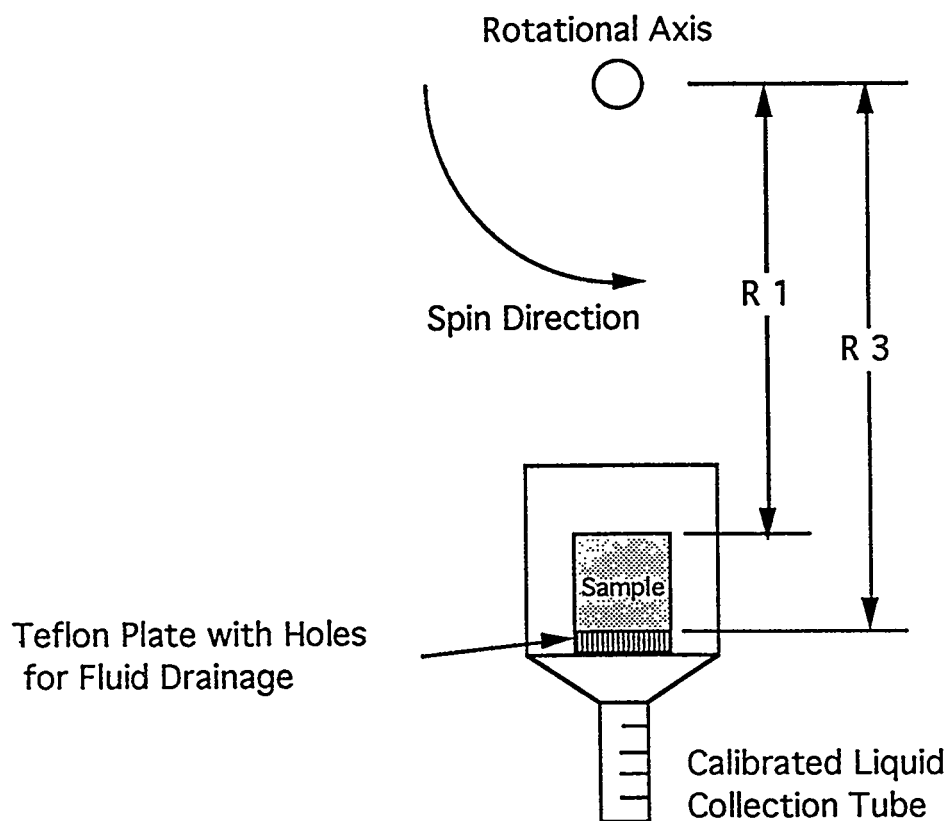 Rotational Axis
Spin Direction
R 1
R 3
Sample
Teflon Plate with Holes
for Fluid Drainage
Calibrated Liquid
Collection Tube